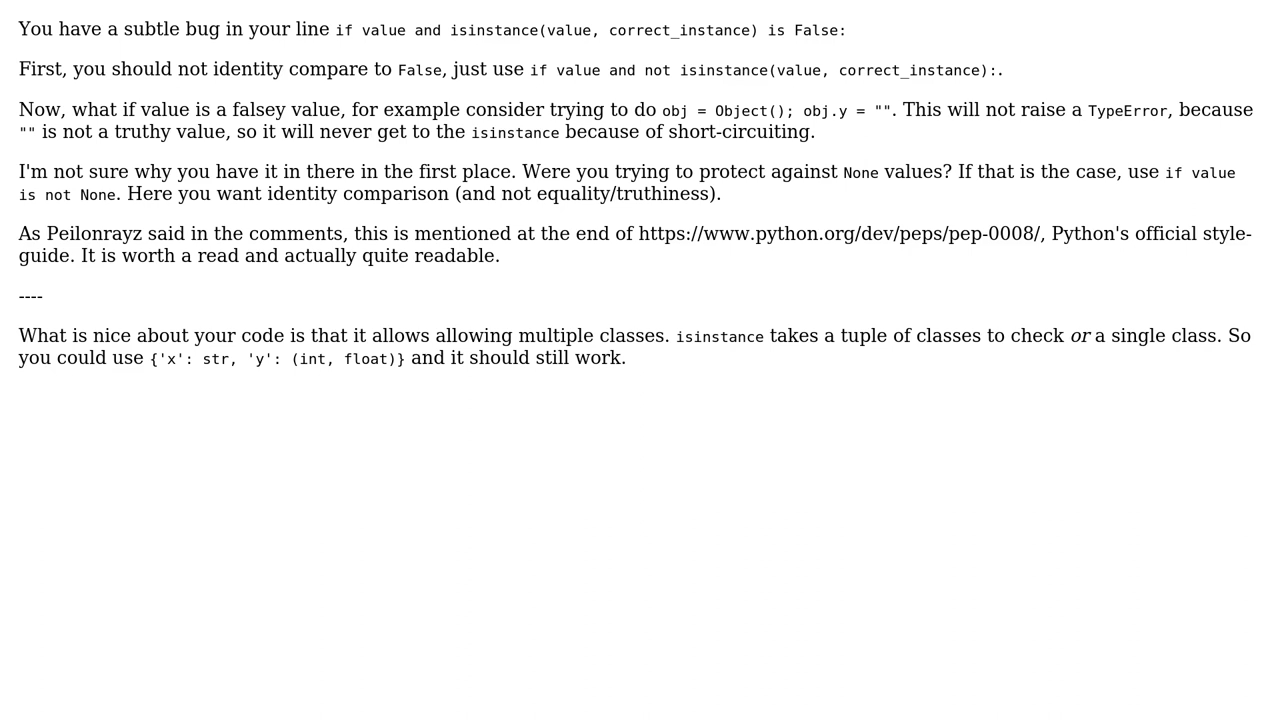 You have a subtle bug in your line if value and isinstance(value, correct_instance) is False:
First, you should not identity compare to False, just use if value and not isinstance(value, correct_instance):.
Now, what if value is a falsey value, for example consider trying to do obj = Object(); obj.y = "". This will not raise a TypeError, because
"" is not a truthy value, so it will never get to the isinstance because of short-circuiting.
I'm not sure why you have it in there in the first place. Were you trying to protect against None values? If that is the case, use if value
is not None. Here you want identity comparison (and not equality/truthiness).
As Peilonrayz said in the comments, this is mentioned at the end of https://www.python.org/dev/peps/pep-0008/, Python's official style-
guide. It is worth a read and actually quite readable.
----
What is nice about your code is that it allows allowing multiple classes. isinstance takes a tuple of classes to check or a single class. So
you could use {'x': str, 'y': (int, float)} and it should still work.